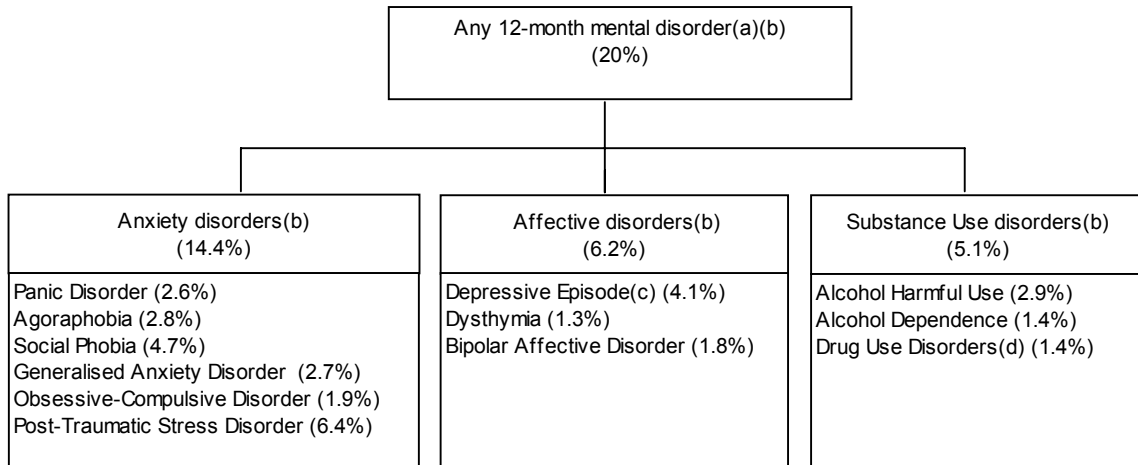 Any 12-month mental disorder(a)(b)
(20%)
Anxiety disorders(b)
(14.4%)
Panic Disorder (2.6%)
Agoraphobia (2.8%)
Social Phobia (4.7%)
Generalised Anxiety Disorder (2.7%)
Obsessive-Compulsive Disorder (1.9%)
Post-Traumatic Stress Disorder (6.4%)
Affective disorders(b)
(6.2%)
Depressive Episode(c) (4.1%)
Dysthymia (1.3%)
Bipolar Affective Disorder (1.8%)
Substance Use disorders(b)
(5.1%)
Alcohol Harmful Use (2.9%)
Alcohol Dependence (1.4%)
Drug Use Disorders(d) (1.4%)